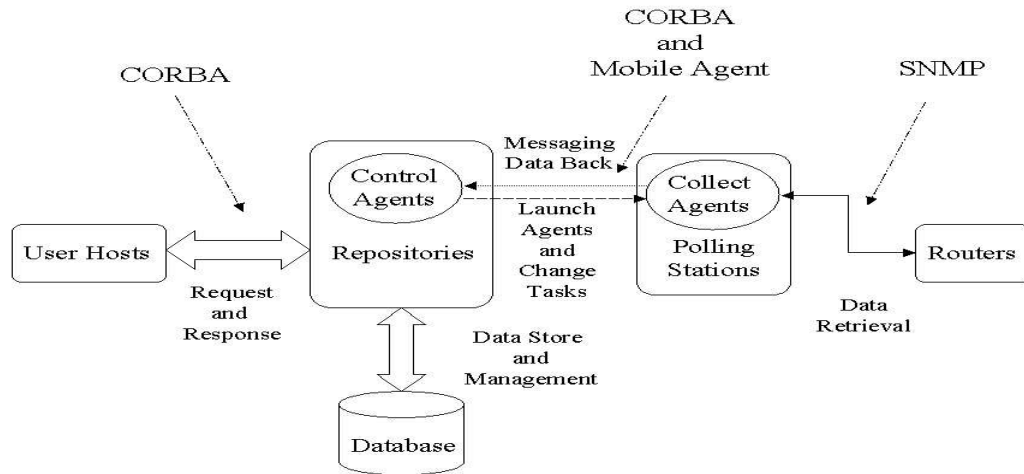 CORBA
CORBA
and
Mobile Agent
SNMP
Messaging
Data Back
Control
Agents
Collect
Agents
Launch
Agents
and
Change
Tasks
User Hosts
Repositories
Polling
Stations
Routers
Request
and
Response
Data
Retrieval
Data Store
and
Management
Database